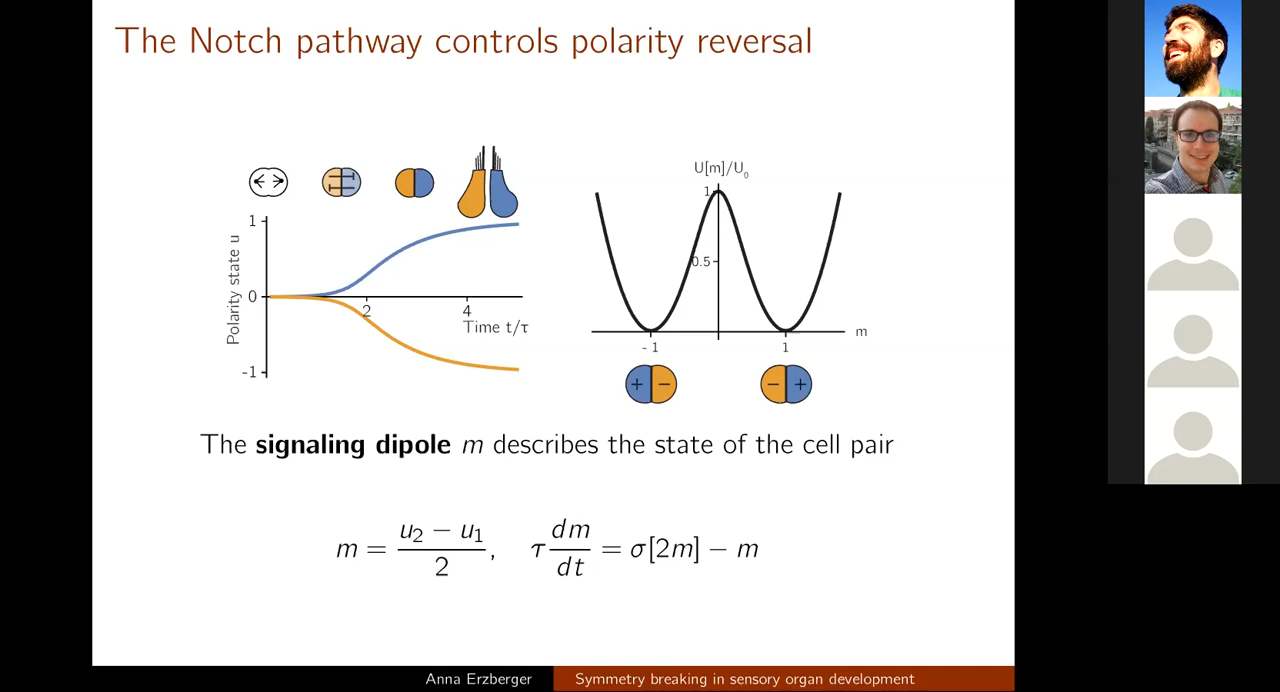 The Notch pathway controls polarity reversal
U[m]/U₀
1
1
Polarity state u
0.5
0
2
4
Time t/τ
m
- 1
1
-1
+ −
− +
The signaling dipole m describes the state of the cell pair
m = (u₂ − u₁)/2, τ dm/dt = σ[2m] − m
Anna Erzberger
Symmetry breaking in sensory organ development